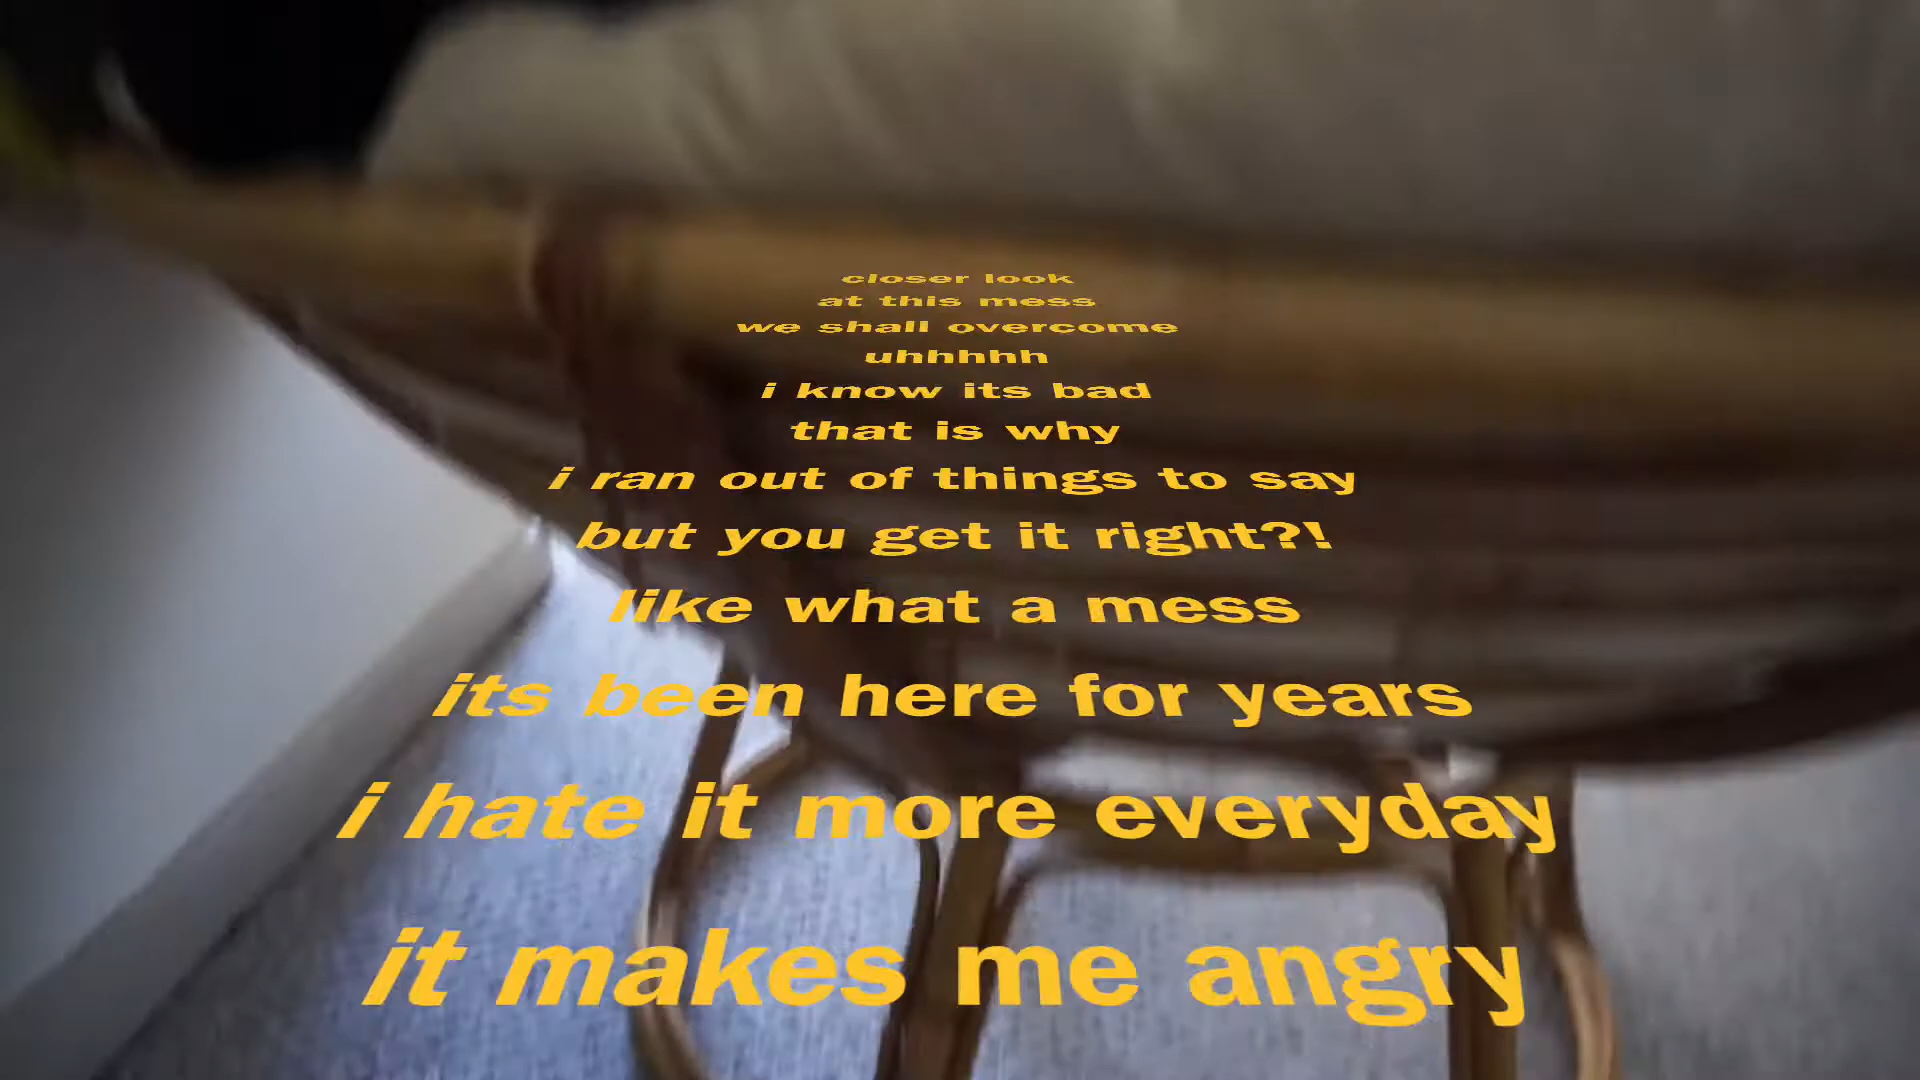 closer look
at this mess
we shall overcome
uhhhhh
i know its bad
that is why
i ran out of things to say
but you get it right?!
like what a mess
its been here for years
i hate it more everyday
it makes me angry